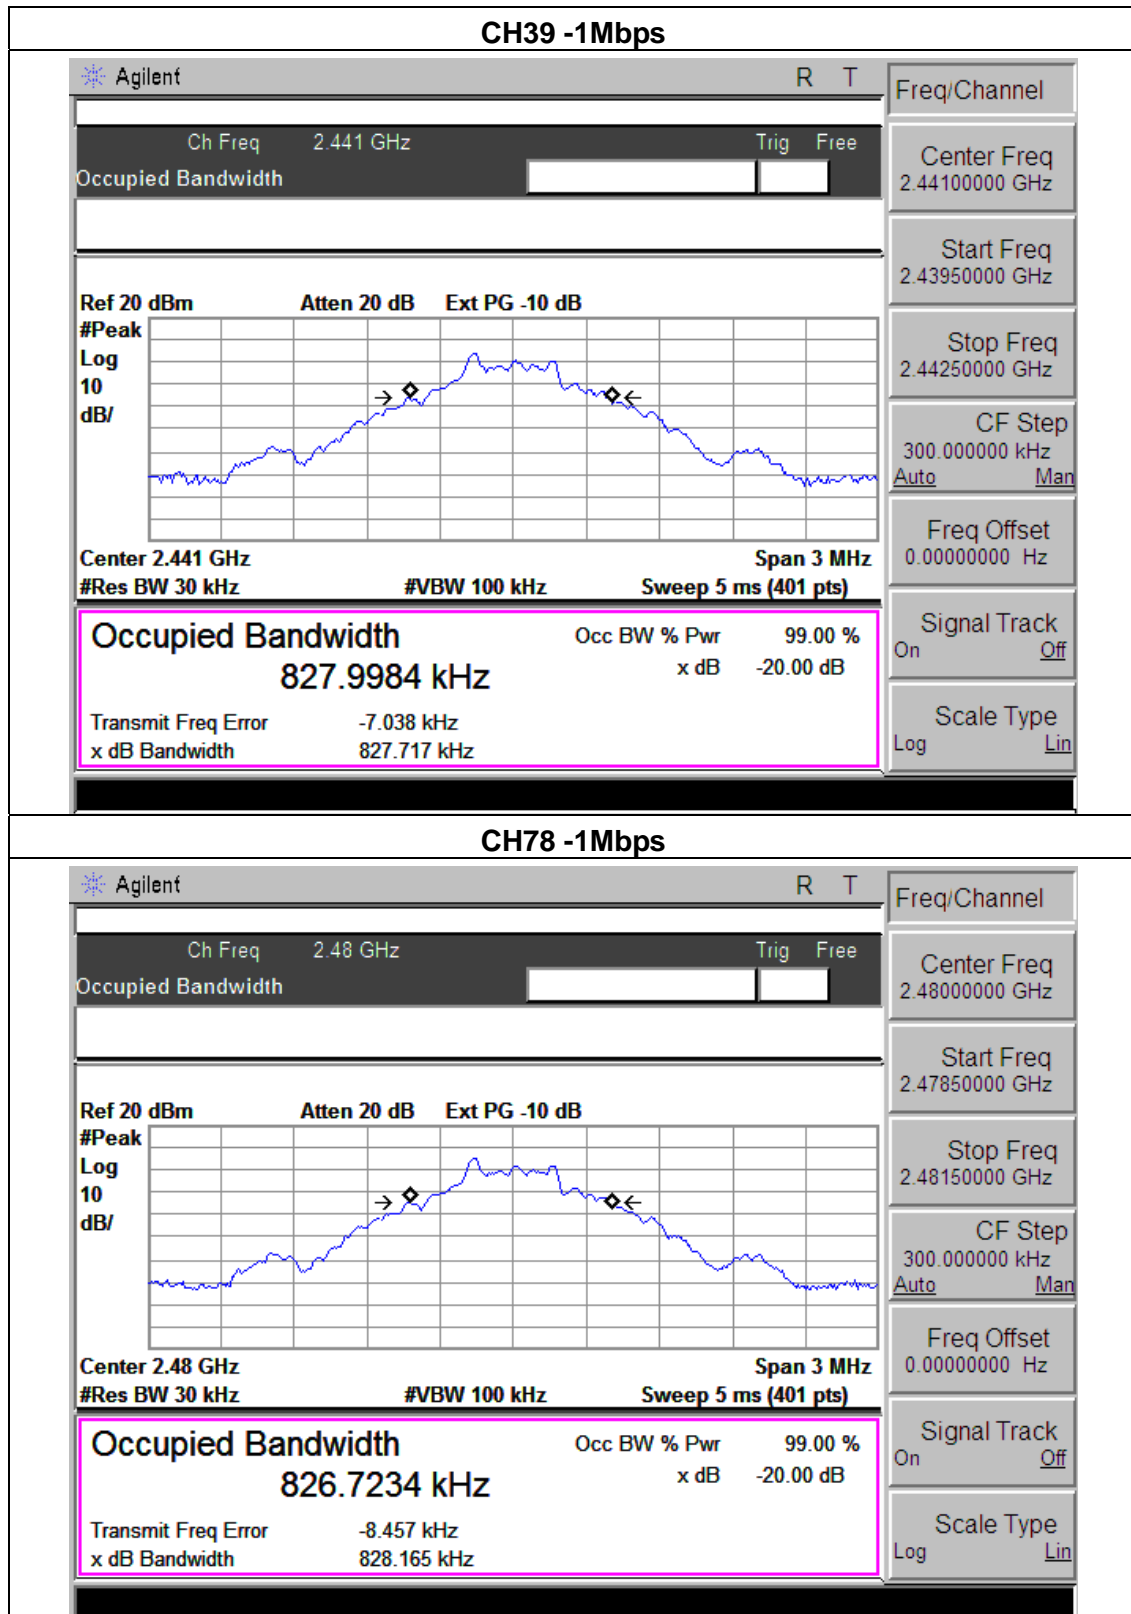 CH39 -1Mbps
Agilent R T
Freq/Channel
Ch Freq 2.441 GHz Trig Free
Occupied Bandwidth
Center Freq
2.44100000 GHz
Start Freq
2.43950000 GHz
Stop Freq
2.44250000 GHz
CF Step
300.000000 kHz
Auto Man
Freq Offset
0.00000000 Hz
Signal Track
On Off
Scale Type
Log Lin
Ref 20 dBm Atten 20 dB Ext PG -10 dB
#Peak
Log
10
dB/
Center 2.441 GHz Span 3 MHz
#Res BW 30 kHz #VBW 100 kHz Sweep 5 ms (401 pts)
Occupied Bandwidth Occ BW % Pwr 99.00 %
827.9984 kHz x dB -20.00 dB
Transmit Freq Error -7.038 kHz
x dB Bandwidth 827.717 kHz
CH78 -1Mbps
Agilent R T
Freq/Channel
Ch Freq 2.48 GHz Trig Free
Occupied Bandwidth
Center Freq
2.48000000 GHz
Start Freq
2.47850000 GHz
Stop Freq
2.48150000 GHz
CF Step
300.000000 kHz
Auto Man
Freq Offset
0.00000000 Hz
Signal Track
On Off
Scale Type
Log Lin
Ref 20 dBm Atten 20 dB Ext PG -10 dB
#Peak
Log
10
dB/
Center 2.48 GHz Span 3 MHz
#Res BW 30 kHz #VBW 100 kHz Sweep 5 ms (401 pts)
Occupied Bandwidth Occ BW % Pwr 99.00 %
826.7234 kHz x dB -20.00 dB
Transmit Freq Error -8.457 kHz
x dB Bandwidth 828.165 kHz